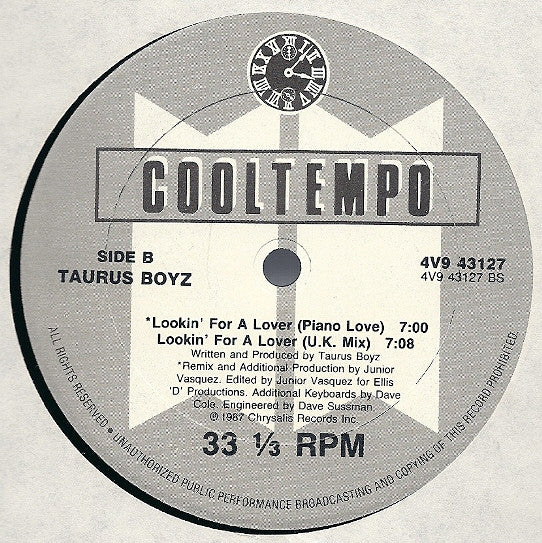 COOLTEMPO
SIDE B
TAURUS BOYZ
4V9 43127
4V9 43127 BS
*Lookin' For A Lover (Piano Love) 7:00
Lookin' For A Lover (U.K. Mix) 7:08
Written and Produced by Taurus Boyz
*Remix and Additional Production by Junior
Vasquez. Edited by Junior Vasquez for Ellis
'D' Productions. Additional Keyboards by Dave
Cole. Engineered by Dave Sussman
℗ 1987 Chrysalis Records Inc
33 ⅓ RPM
ALL RIGHTS RESERVED • UNAUTHORIZED PUBLIC PERFORMANCE BROADCASTING AND COPYING OF THIS RECORD PROHIBITED.